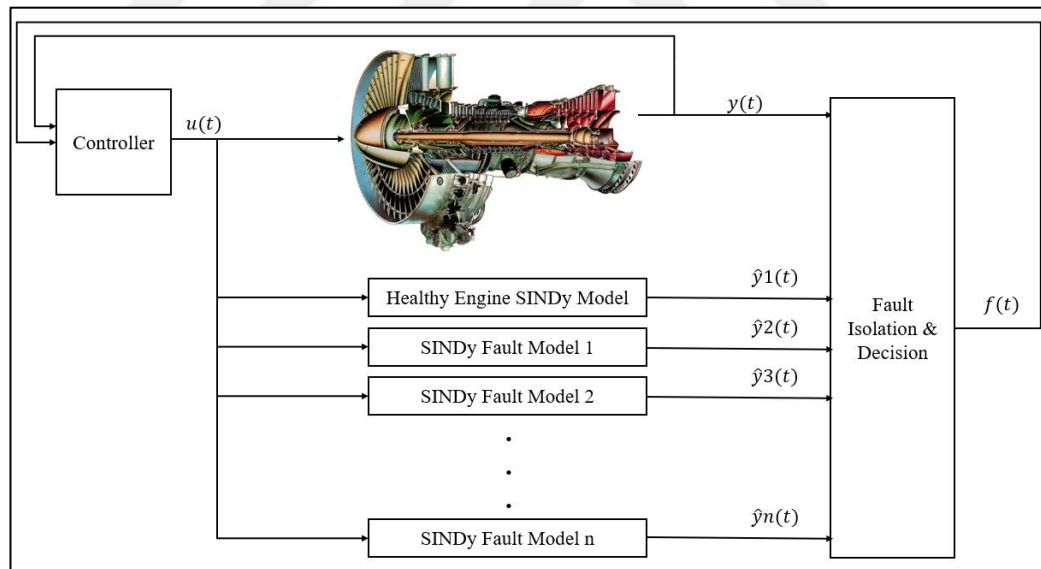 Controller
u(t)
y(t)
Healthy Engine SINDy Model
ŷ1(t)
SINDy Fault Model 1
ŷ2(t)
SINDy Fault Model 2
ŷ3(t)
SINDy Fault Model n
ŷn(t)
Fault
Isolation &
Decision
f(t)